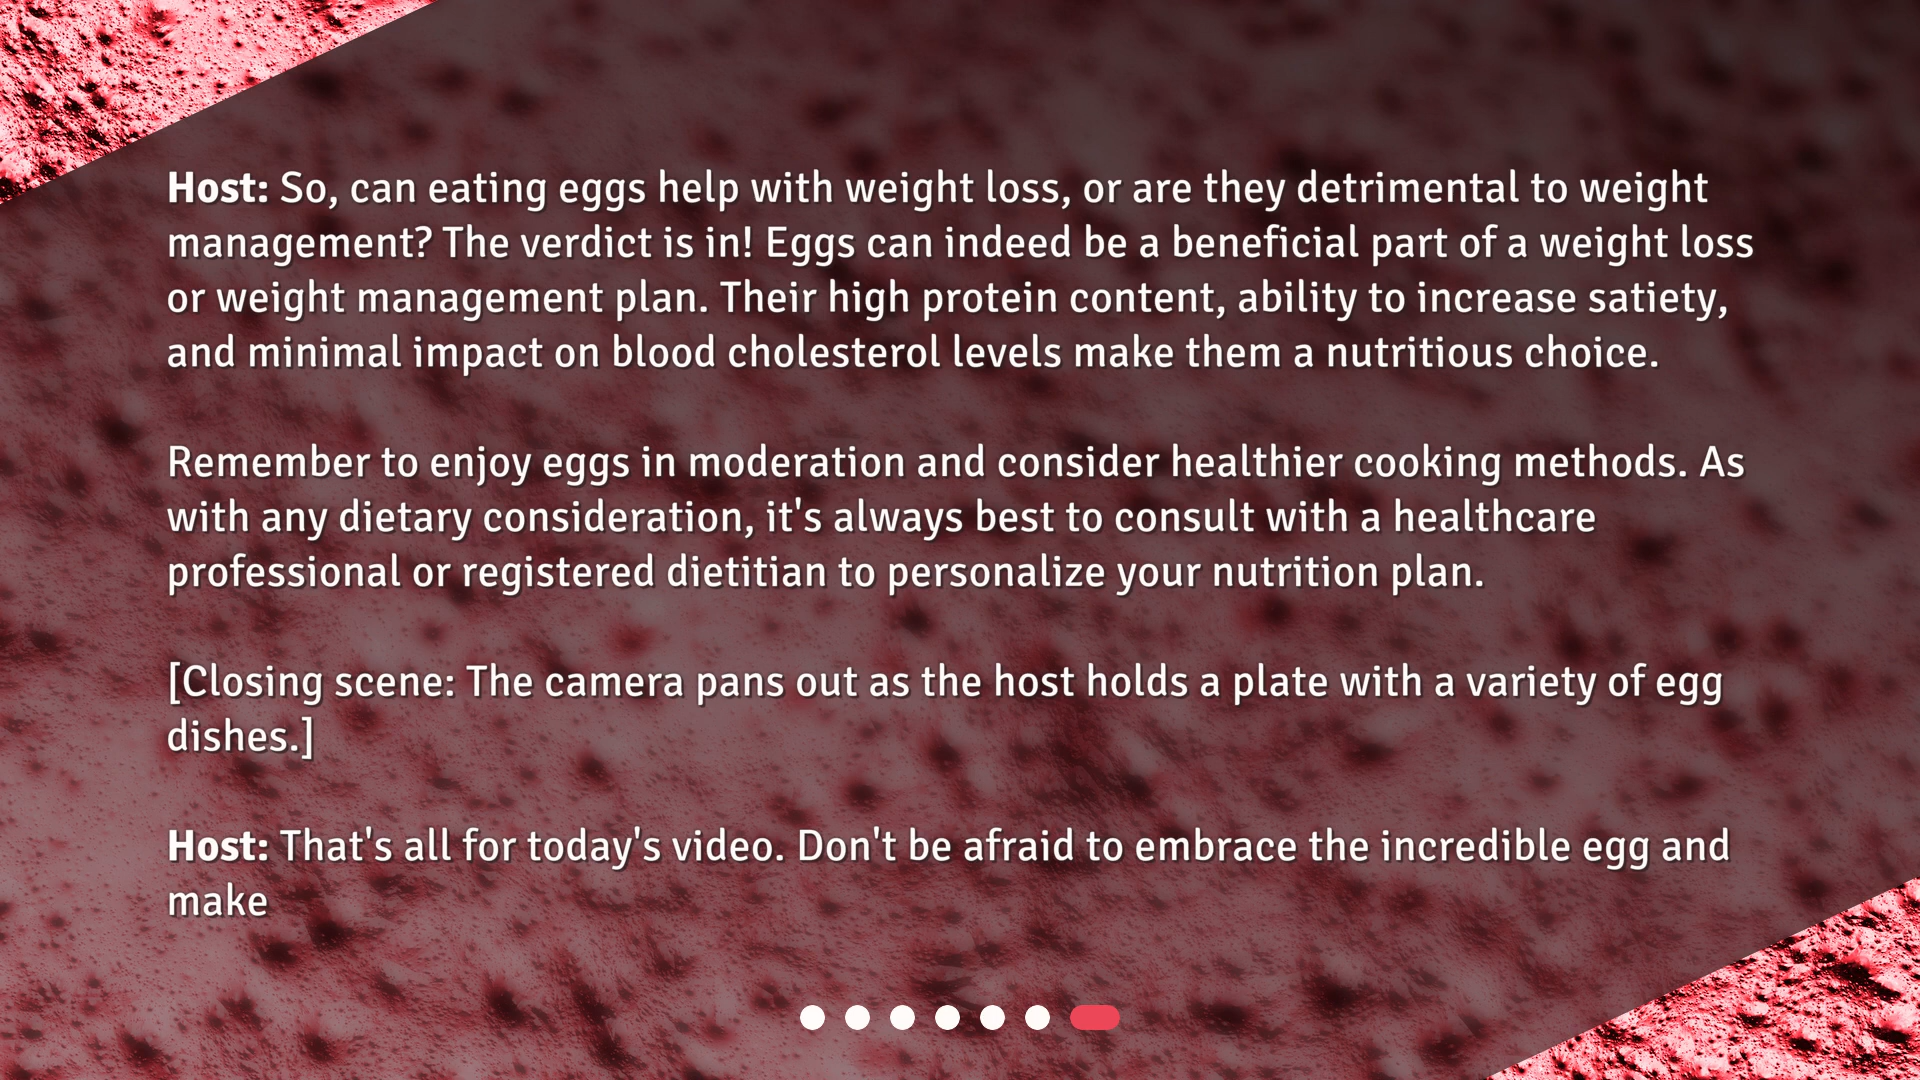 Host: So, can eating eggs help with weight loss, or are they detrimental to weight
management? The verdict is in! Eggs can indeed be a beneficial part of a weight loss
or weight management plan. Their high protein content, ability to increase satiety,
and minimal impact on blood cholesterol levels make them a nutritious choice.
Remember to enjoy eggs in moderation and consider healthier cooking methods. As
with any dietary consideration, it's always best to consult with a healthcare
professional or registered dietitian to personalize your nutrition plan.
[Closing scene: The camera pans out as the host holds a plate with a variety of egg
dishes.]
Host: That's all for today's video. Don't be afraid to embrace the incredible egg and
make